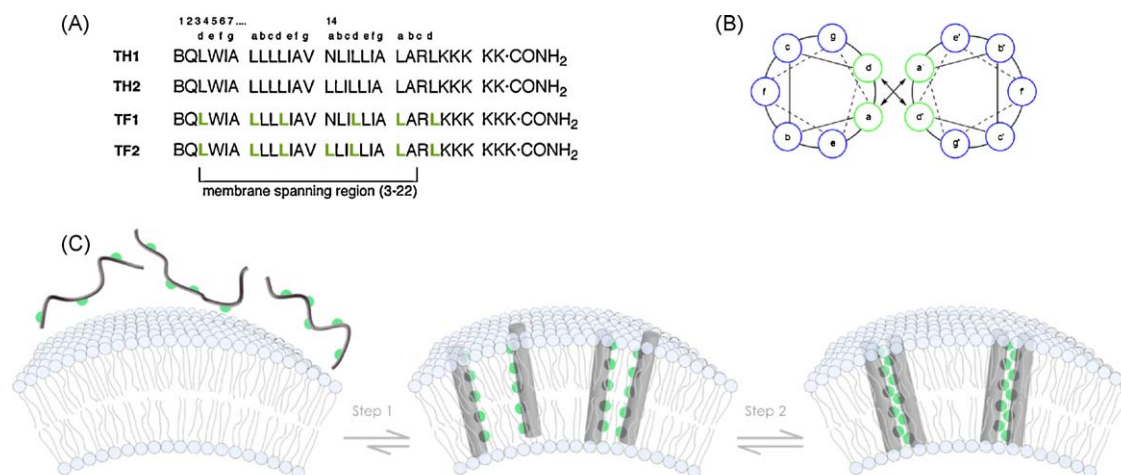 (A)
1 2 3 4 5 6 7 .... 14
d e f g a b c d e f g a b c d e f g a b c d
TH1 BQLWIA LLLLIAV NLILLIA LARLKKK KK·CONH2
TH2 BQLWIA LLLLIAV LLILLIA LARLKKK KK·CONH2
TF1 BQLWIA LLLLIAV NLILLIA LARLKKK KKK·CONH2
TF2 BQLWIA LLLLIAV LLILLIA LARLKKK KKK·CONH2
membrane spanning region (3-22)
(B)
g e'
c d a' b'
f f'
b a d' c'
e g'
(C)
Step 1 Step 2